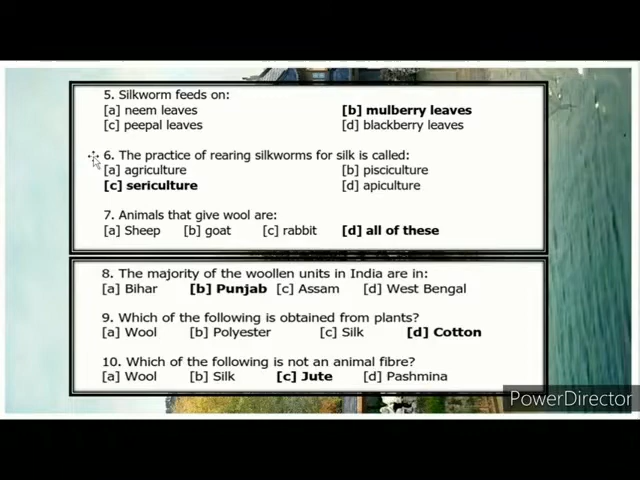 5. Silkworm feeds on:
[a] neem leaves [b] mulberry leaves
[c] peepal leaves [d] blackberry leaves
6. The practice of rearing silkworms for silk is called:
[a] agriculture [b] pisciculture
[c] sericulture [d] apiculture
7. Animals that give wool are:
[a] Sheep [b] goat [c] rabbit [d] all of these
8. The majority of the woollen units in India are in:
[a] Bihar [b] Punjab [c] Assam [d] West Bengal
9. Which of the following is obtained from plants?
[a] Wool [b] Polyester [c] Silk [d] Cotton
10. Which of the following is not an animal fibre?
[a] Wool [b] Silk [c] Jute [d] Pashmina
PowerDirector